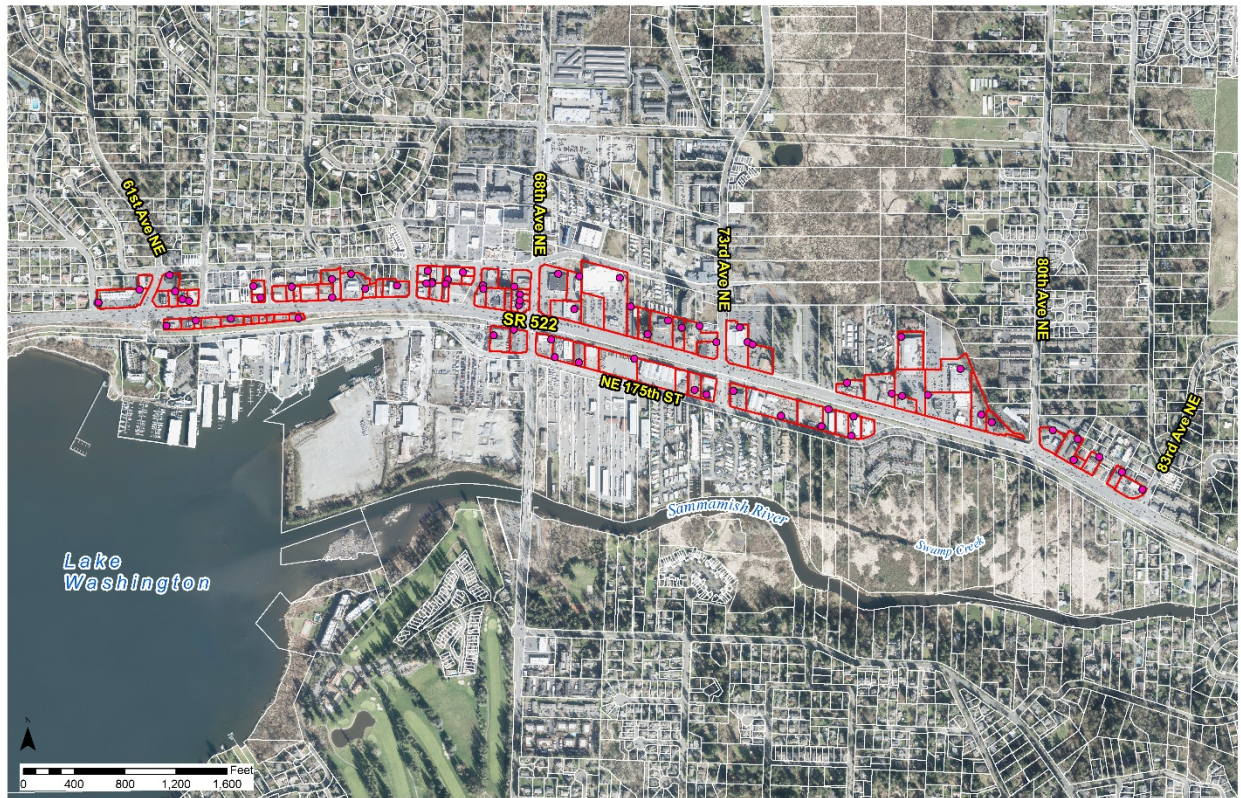 61st Ave NE
68th Ave NE
73rd Ave NE
80th Ave NE
83rd Ave NE
SR 522
NE 175th ST
Sammamish River
Swamp Creek
Lake
Washington
N
Feet
0 400 800 1,200 1,600